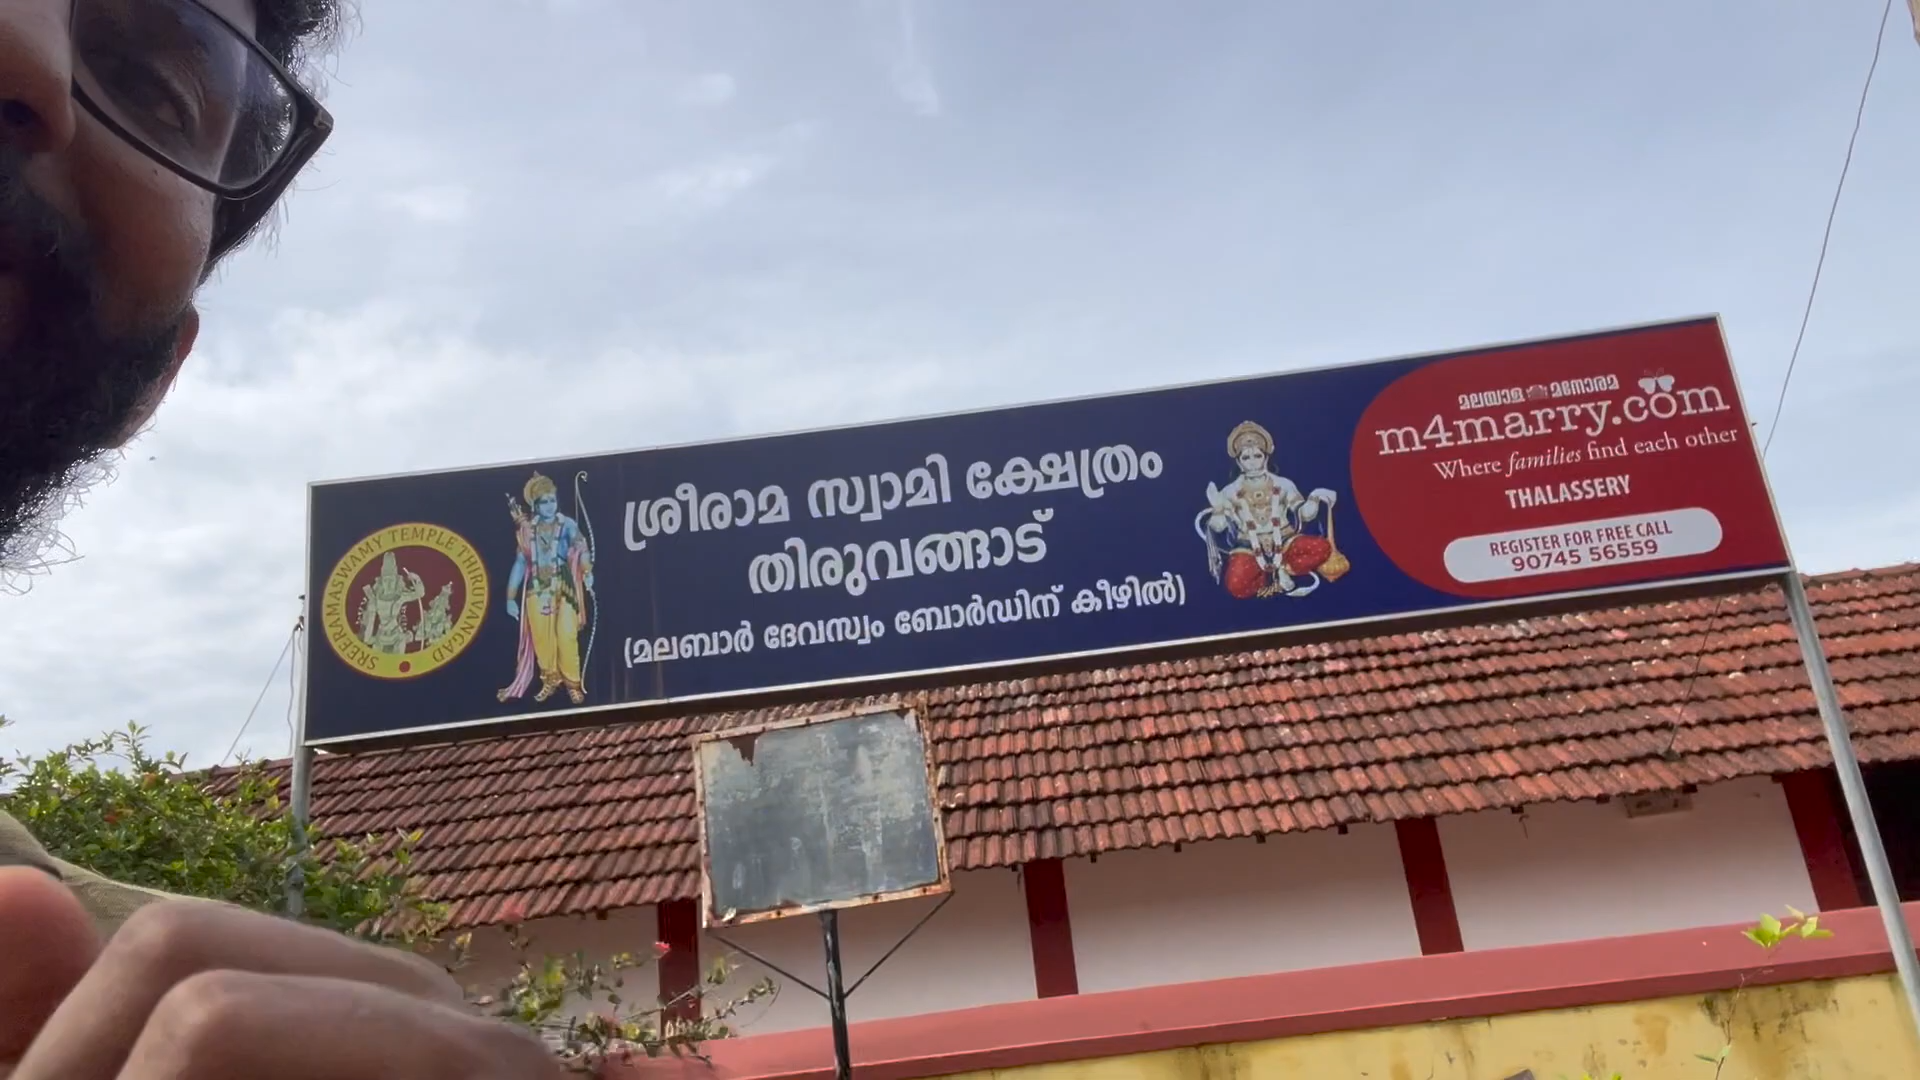 SREERAMASWAMY TEMPLE THIRUVANGAD
ശ്രീരാമ സ്വാമി ക്ഷേത്രം
തിരുവങ്ങാട്
(മലബാർ ദേവസ്വം ബോർഡിന് കീഴിൽ)
മലയാള മനോരമ
m4marry.com
Where families find each other
THALASSERY
REGISTER FOR FREE CALL
90745 56559